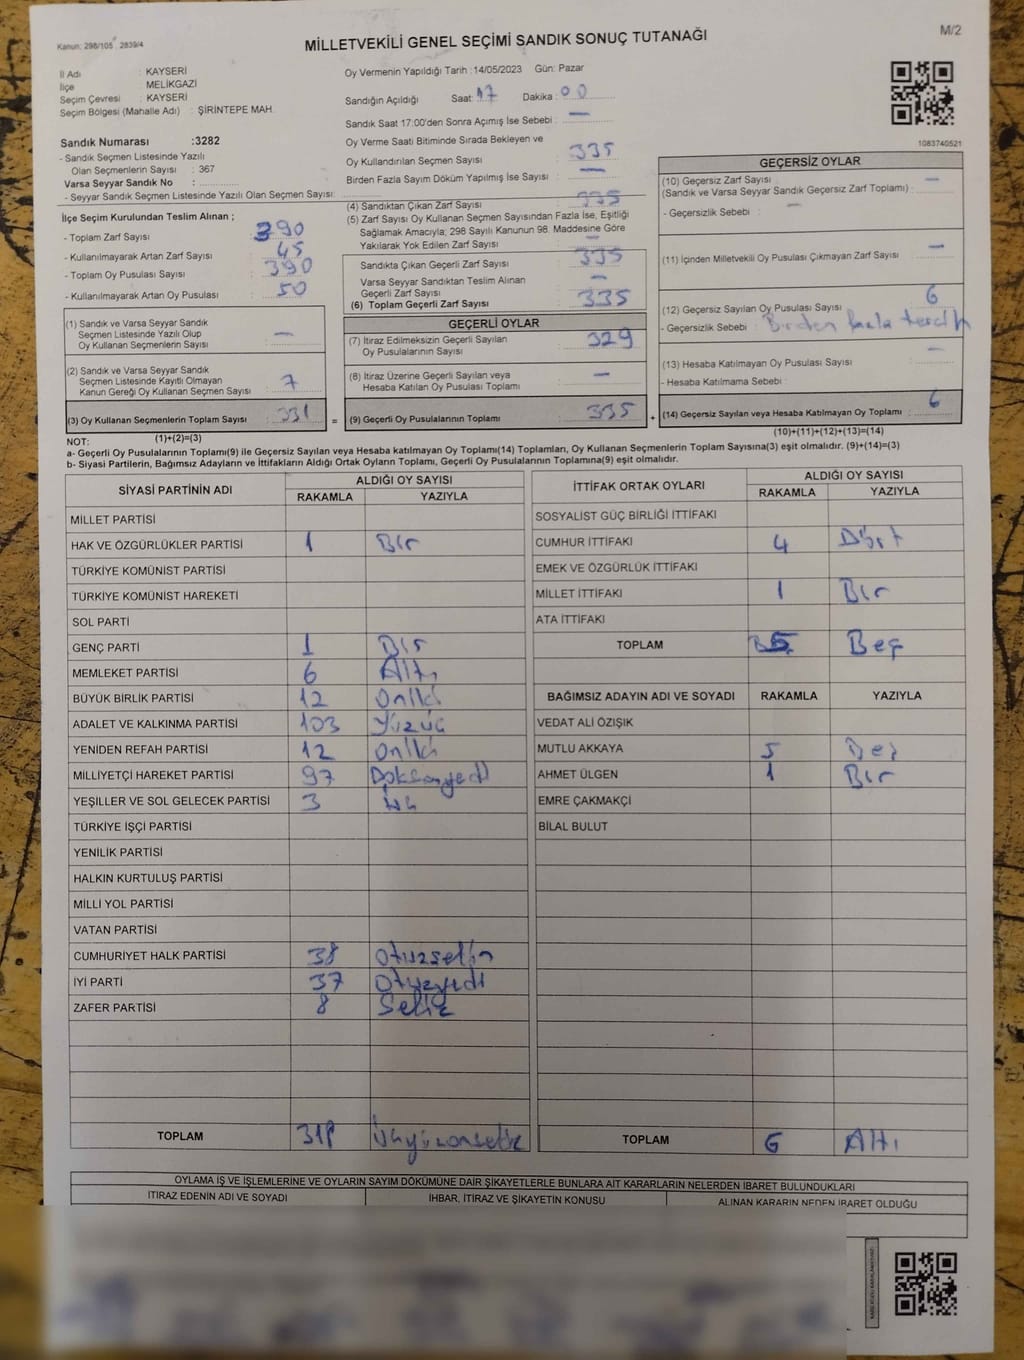 Kanun: 298/105, 2839/4
M/2
MİLLETVEKİLİ GENEL SEÇİMİ SANDIK SONUÇ TUTANAĞI
İl Adı : KAYSERİ
İlçe : MELİKGAZİ
Seçim Çevresi : KAYSERİ
Seçim Bölgesi (Mahalle Adı) : ŞİRİNTEPE MAH.
Sandık Numarası :3282
- Sandık Seçmen Listesinde Yazılı
Olan Seçmenlerin Sayısı : 367
Varsa Seyyar Sandık No :
- Seyyar Sandık Seçmen Listesinde Yazılı Olan Seçmen Sayısı:
İlçe Seçim Kurulundan Teslim Alınan ;
- Toplam Zarf Sayısı : 390
- Kullanılmayarak Artan Zarf Sayısı : 45
- Toplam Oy Pusulası Sayısı : 390
- Kullanılmayarak Artan Oy Pusulası : 50
(1) Sandık ve Varsa Seyyar Sandık
Seçmen Listesinde Yazılı Olup
Oy Kullanan Seçmenlerin Sayısı : —
(2) Sandık ve Varsa Seyyar Sandık
Seçmen Listesinde Kayıtlı Olmayan
Kanun Gereği Oy Kullanan Seçmen Sayısı : 7
(3) Oy Kullanan Seçmenlerin Toplam Sayısı : 331 =
(1)+(2)=(3)
Oy Vermenin Yapıldığı Tarih :14/05/2023 Gün: Pazar
Sandığın Açıldığı Saat: 17 Dakika : 00
Sandık Saat 17:00'den Sonra Açımış İse Sebebi : —
Oy Verme Saati Bitiminde Sırada Bekleyen ve
Oy Kullandırılan Seçmen Sayısı : 335
Birden Fazla Sayım Döküm Yapılmış İse Sayısı : —
(4) Sandıktan Çıkan Zarf Sayısı : 335
(5) Zarf Sayısı Oy Kullanan Seçmen Sayısından Fazla İse, Eşitliği
Sağlamak Amacıyla; 298 Sayılı Kanunun 98. Maddesine Göre
Yakılarak Yok Edilen Zarf Sayısı : —
Sandıkta Çıkan Geçerli Zarf Sayısı : 335
Varsa Seyyar Sandıktan Teslim Alınan
Geçerli Zarf Sayısı : —
(6) Toplam Geçerli Zarf Sayısı : 335
GEÇERLİ OYLAR
(7) İtiraz Edilmeksizin Geçerli Sayılan
Oy Pusulalarının Sayısı : 329
(8) İtiraz Üzerine Geçerli Sayılan veya
Hesaba Katılan Oy Pusulası Toplamı : —
(9) Geçerli Oy Pusulalarının Toplamı : 335 +
1083740521
GEÇERSİZ OYLAR
(10) Geçersiz Zarf Sayısı : —
(Sandık ve Varsa Seyyar Sandık Geçersiz Zarf Toplamı) :
- Geçersizlik Sebebi : —
(11) İçinden Milletvekili Oy Pusulası Çıkmayan Zarf Sayısı : —
(12) Geçersiz Sayılan Oy Pusulası Sayısı : 6
- Geçersizlik Sebebi : Birden fazla tercih
(13) Hesaba Katılmayan Oy Pusulası Sayısı : —
- Hesaba Katılmama Sebebi :
(14) Geçersiz Sayılan veya Hesaba Katılmayan Oy Toplamı : 6
(10)+(11)+(12)+(13)=(14)
NOT:
a- Geçerli Oy Pusulalarının Toplamı(9) ile Geçersiz Sayılan veya Hesaba katılmayan Oy Toplamı(14) Toplamları, Oy Kullanan Seçmenlerin Toplam Sayısına(3) eşit olmalıdır. (9)+(14)=(3)
b- Siyasi Partilerin, Bağımsız Adayların ve İttifakların Aldığı Ortak Oyların Toplamı, Geçerli Oy Pusulalarının Toplamına(9) eşit olmalıdır.
SİYASİ PARTİNİN ADI
ALDIĞI OY SAYISI
RAKAMLA YAZIYLA
MİLLET PARTİSİ
HAK VE ÖZGÜRLÜKLER PARTİSİ 1 Bir
TÜRKİYE KOMÜNİST PARTİSİ
TÜRKİYE KOMÜNİST HAREKETİ
SOL PARTİ
GENÇ PARTİ 1 Bir
MEMLEKET PARTİSİ 6 Altı
BÜYÜK BİRLİK PARTİSİ 12 Oniki
ADALET VE KALKINMA PARTİSİ 103 Yüzüç
YENİDEN REFAH PARTİSİ 12 Oniki
MİLLİYETÇİ HAREKET PARTİSİ 97 Doksanyedi
YEŞİLLER VE SOL GELECEK PARTİSİ 3 Üç
TÜRKİYE İŞÇİ PARTİSİ
YENİLİK PARTİSİ
HALKIN KURTULUŞ PARTİSİ
MİLLİ YOL PARTİSİ
VATAN PARTİSİ
CUMHURİYET HALK PARTİSİ 38 Otuzsekiz
İYİ PARTİ 37 Otuzyedi
ZAFER PARTİSİ 8 Sekiz
TOPLAM 318 Üçyüzonsekiz
İTTİFAK ORTAK OYLARI
ALDIĞI OY SAYISI
RAKAMLA YAZIYLA
SOSYALİST GÜÇ BİRLİĞİ İTTİFAKI
CUMHUR İTTİFAKI 4 Dört
EMEK VE ÖZGÜRLÜK İTTİFAKI
MİLLET İTTİFAKI 1 Bir
ATA İTTİFAKI
TOPLAM 5 Beş
BAĞIMSIZ ADAYIN ADI VE SOYADI RAKAMLA YAZIYLA
VEDAT ALİ ÖZIŞIK
MUTLU AKKAYA 5 Beş
AHMET ÜLGEN 1 Bir
EMRE ÇAKMAKÇİ
BİLAL BULUT
TOPLAM 6 Altı
OYLAMA İŞ VE İŞLEMLERİNE VE OYLARIN SAYIM DÖKÜMÜNE DAİR ŞİKAYETLERLE BUNLARA AİT KARARLARIN NELERDEN İBARET BULUNDUKLARI
İTİRAZ EDENİN ADI VE SOYADI
İHBAR, İTİRAZ VE ŞİKAYETİN KONUSU
ALINAN KARARIN NEDEN İBARET OLDUĞU